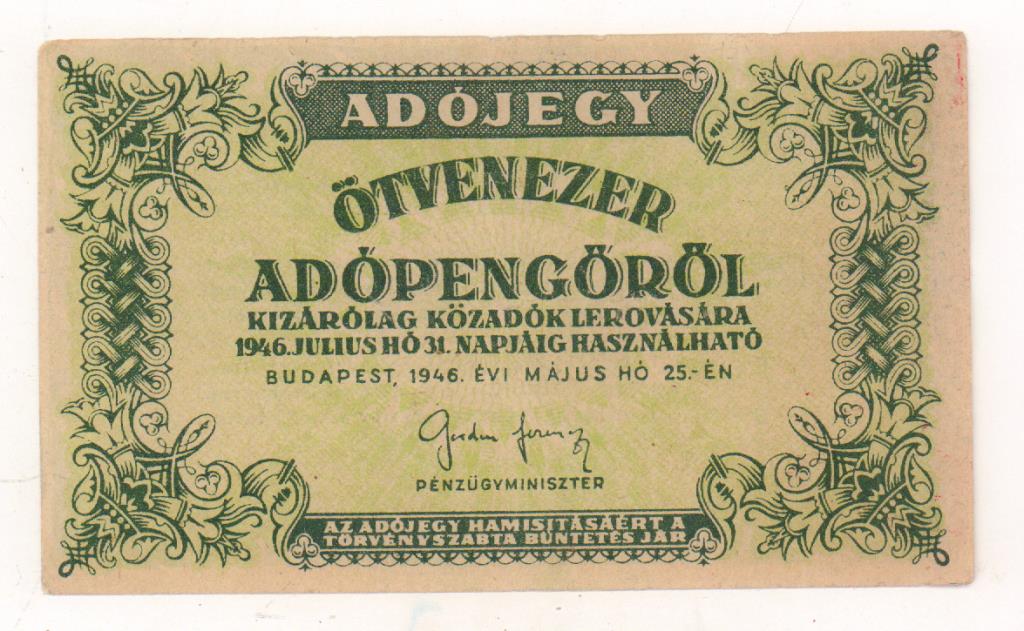 ADÓJEGY
ÖTVENEZER
ADÓPENGŐRŐL
KIZÁRÓLAG KÖZADÓK LEROVÁSÁRA
1946. JULIUS HÓ 31. NAPJÁIG HASZNÁLHATÓ
BUDAPEST, 1946. ÉVI MÁJUS HÓ 25.-ÉN
PÉNZÜGYMINISZTER
AZ ADÓJEGY HAMISITÁSÁÉRT A
TÖRVÉNYSZABTA BÜNTETÉS JÁR